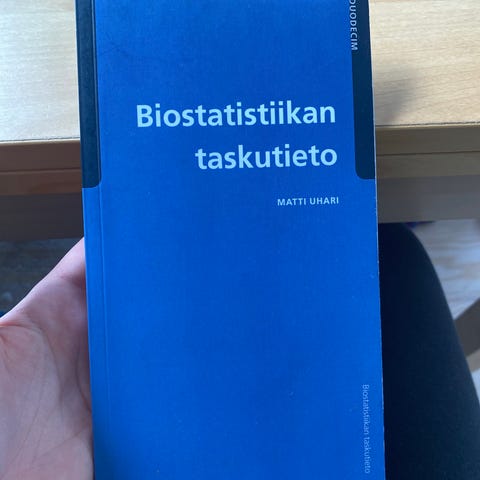 DUODECIM
Biostatistiikan
taskutieto
MATTI UHARI
Biostatistiikan taskutieto